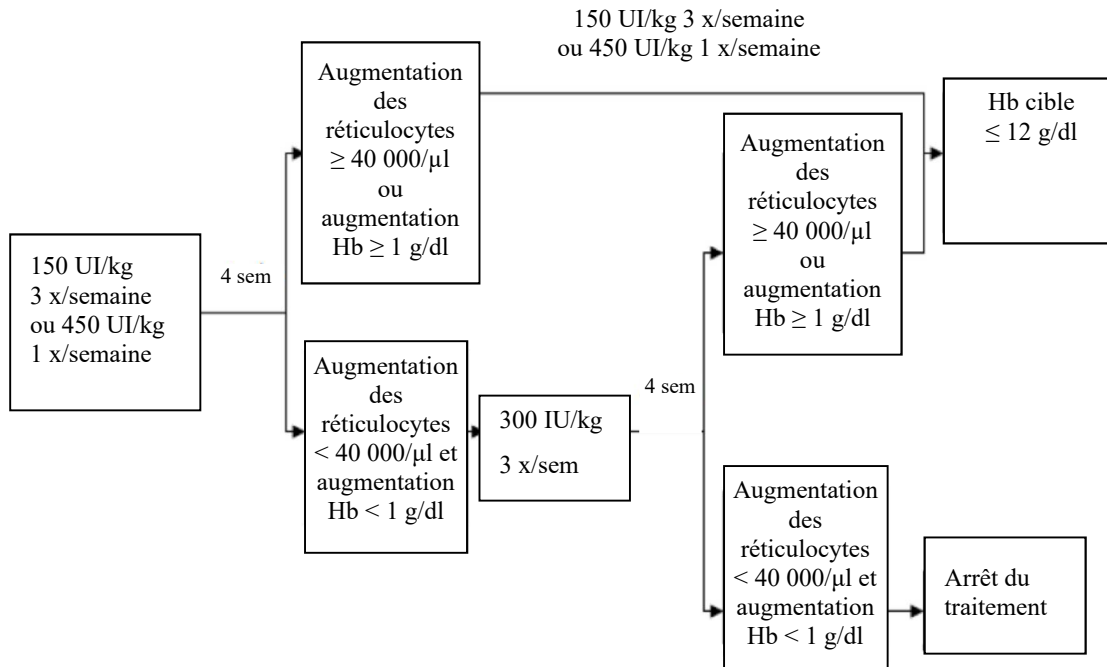 150 UI/kg
3 x/semaine
ou 450 UI/kg
1 x/semaine
4 sem
Augmentation
des
réticulocytes
≥ 40 000/µl
ou
augmentation
Hb ≥ 1 g/dl
150 UI/kg 3 x/semaine
ou 450 UI/kg 1 x/semaine
Augmentation
des
réticulocytes
< 40 000/µl et
augmentation
Hb < 1 g/dl
300 IU/kg
3 x/sem
4 sem
Augmentation
des
réticulocytes
≥ 40 000/µl
ou
augmentation
Hb ≥ 1 g/dl
Hb cible
≤ 12 g/dl
Augmentation
des
réticulocytes
< 40 000/µl et
augmentation
Hb < 1 g/dl
Arrêt du
traitement